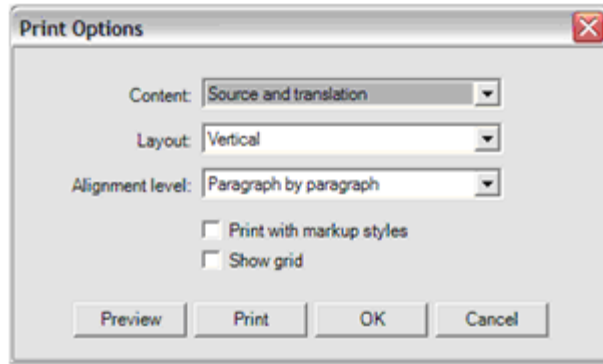 Print Options
Content: Source and translation
Layout: Vertical
Alignment level: Paragraph by paragraph
Print with markup styles
Show grid
Preview Print OK Cancel